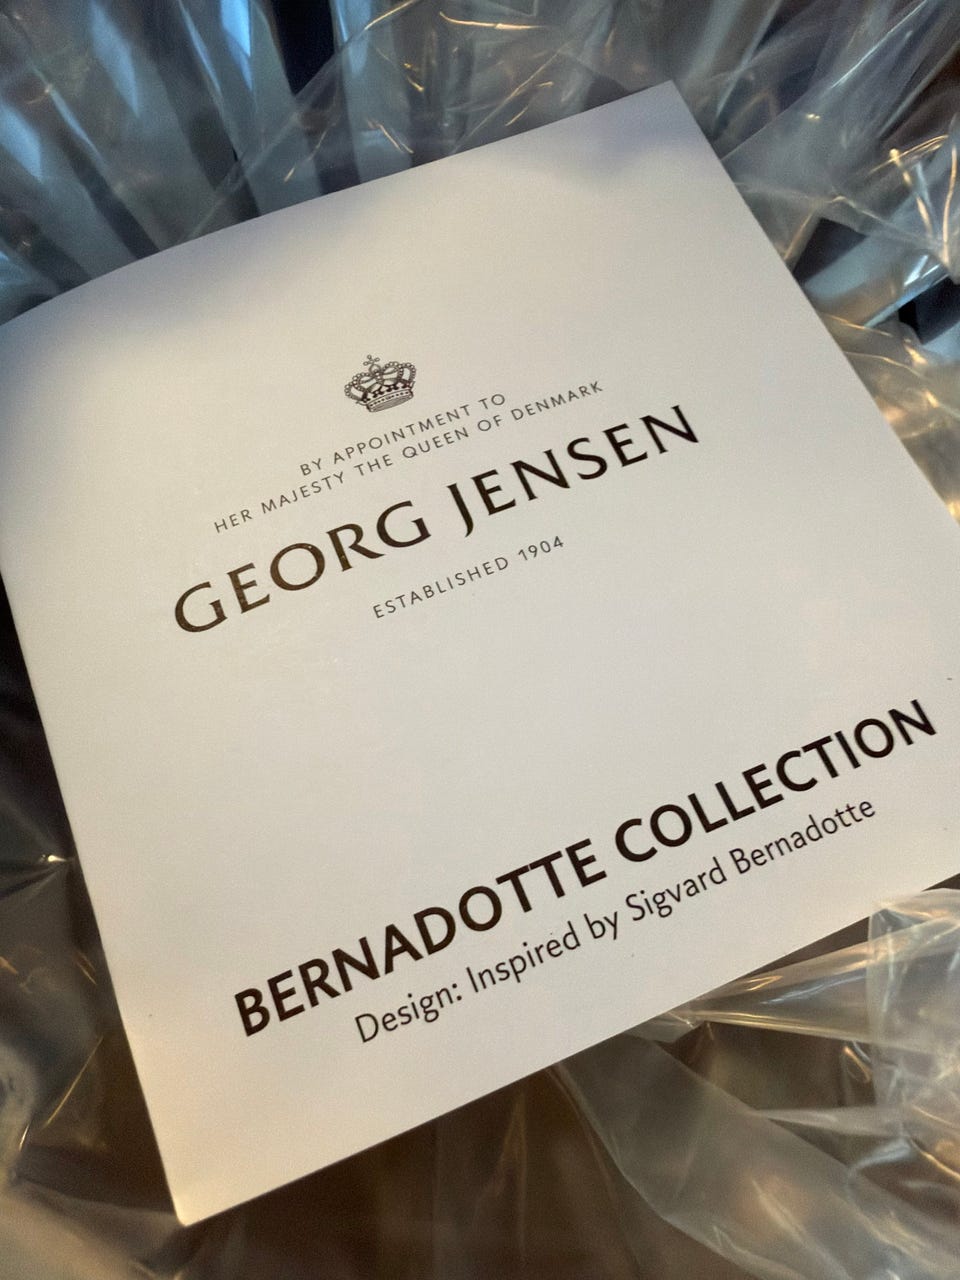 BY APPOINTMENT TO
HER MAJESTY THE QUEEN OF DENMARK
GEORG JENSEN
ESTABLISHED 1904
BERNADOTTE COLLECTION
Design: Inspired by Sigvard Bernadotte